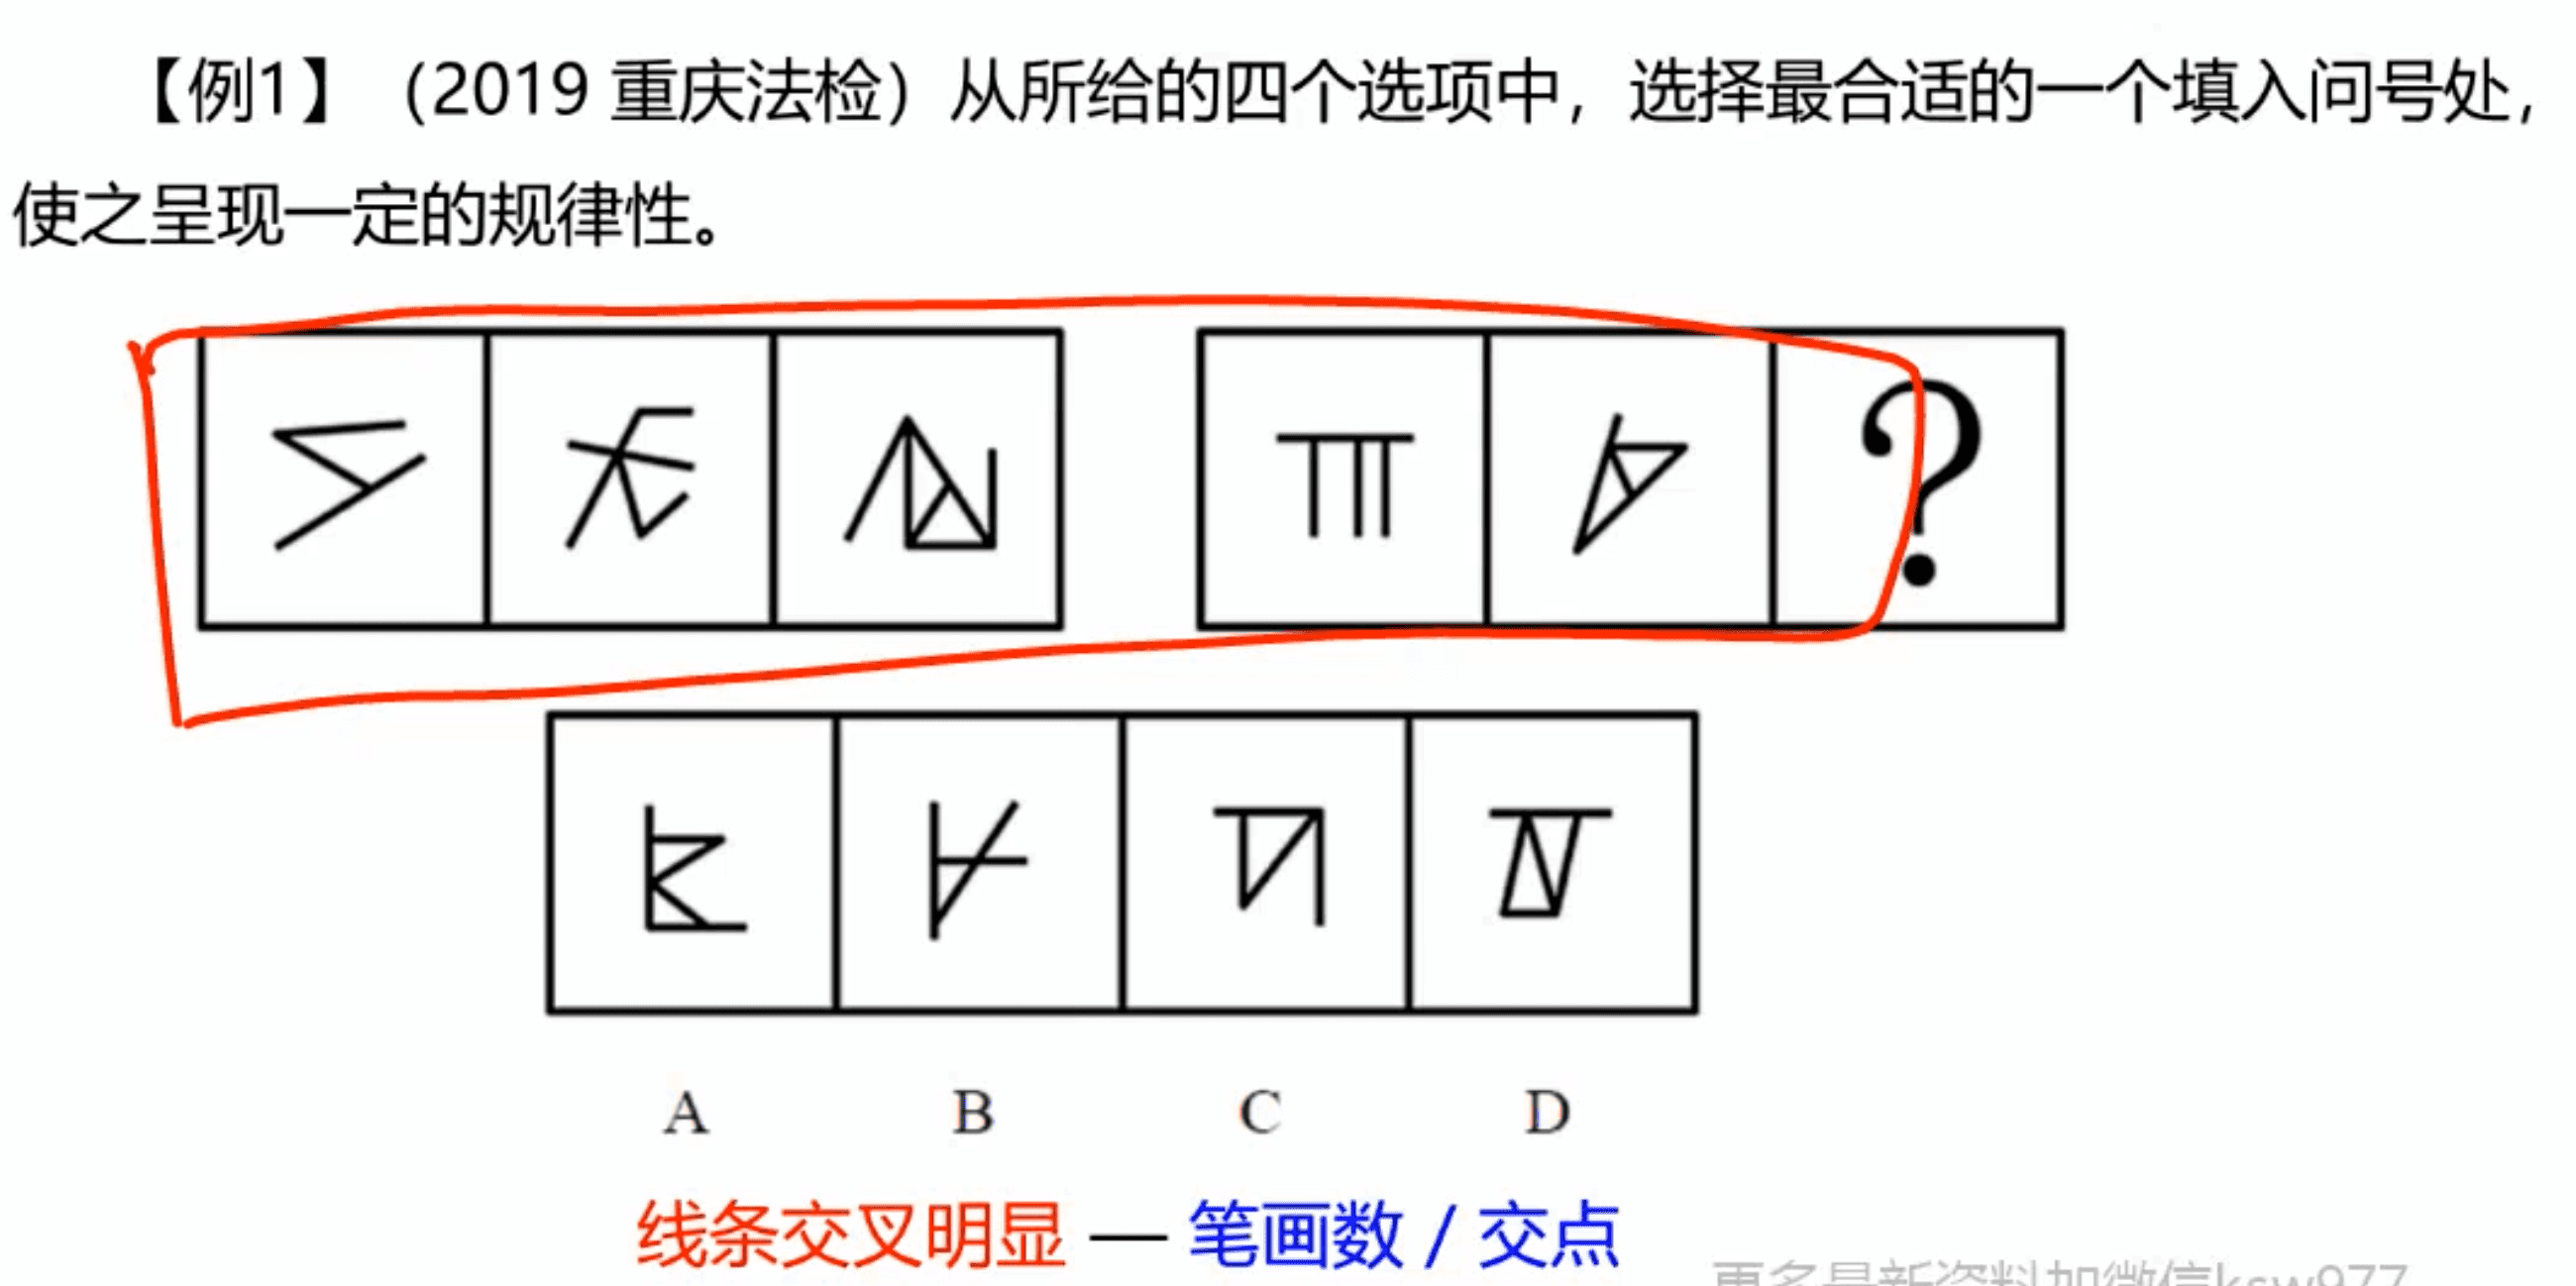 【例1】（2019 重庆法检）从所给的四个选项中，选择最合适的一个填入问号处，
使之呈现一定的规律性。
?
A B C D
线条交叉明显 — 笔画数 / 交点
更多最新资料加微信ksw977